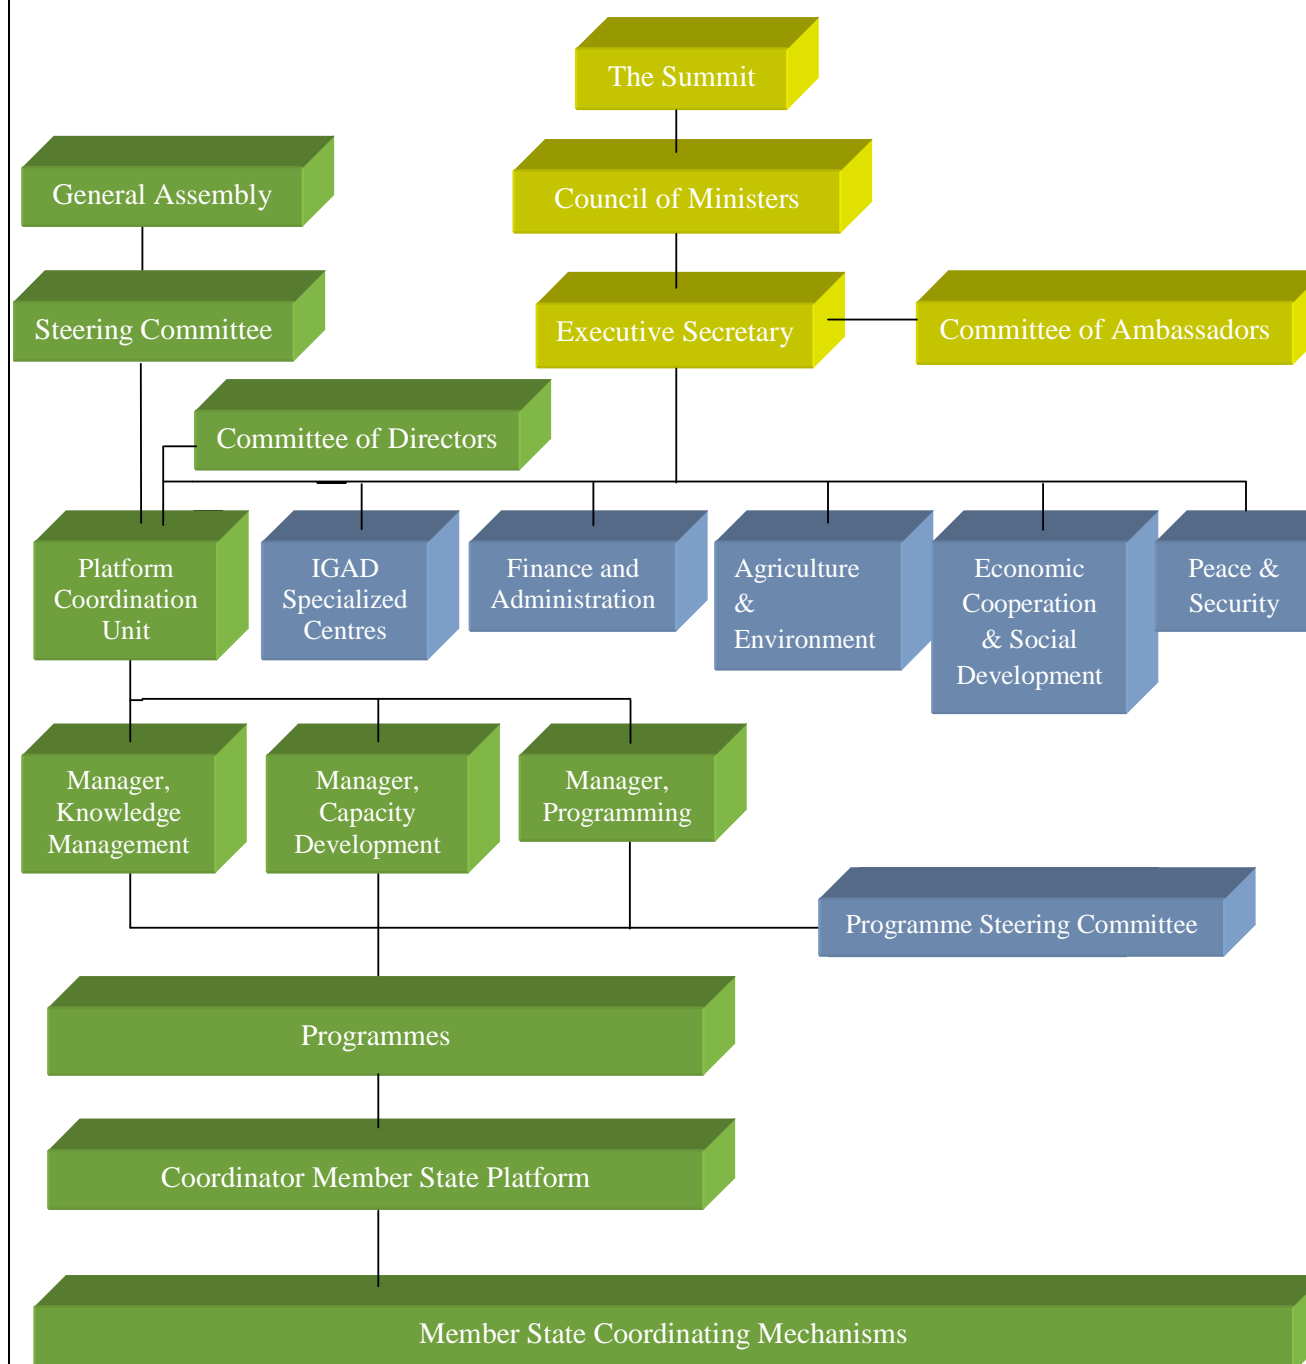 The Summit
General Assembly
Council of Ministers
Steering Committee
Executive Secretary
Committee of Ambassadors
Committee of Directors
Platform
Coordination
Unit
IGAD
Specialized
Centres
Finance and
Administration
Agriculture
&
Environment
Economic
Cooperation
& Social
Development
Peace &
Security
Manager,
Knowledge
Management
Manager,
Capacity
Development
Manager,
Programming
Programme Steering Committee
Programmes
Coordinator Member State Platform
Member State Coordinating Mechanisms